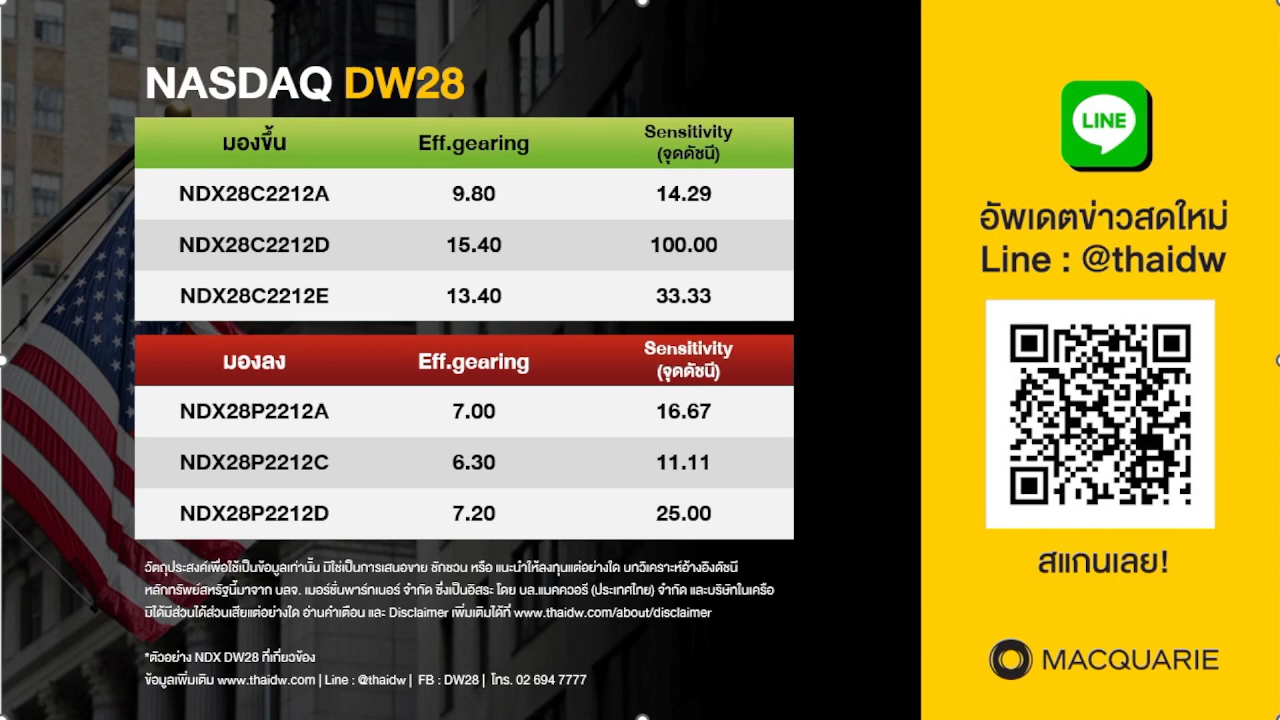 NASDAQ DW28
มองขึ้น Eff.gearing Sensitivity (จุดดัชนี)
NDX28C2212A 9.80 14.29
NDX28C2212D 15.40 100.00
NDX28C2212E 13.40 33.33
มองลง Eff.gearing Sensitivity (จุดดัชนี)
NDX28P2212A 7.00 16.67
NDX28P2212C 6.30 11.11
NDX28P2212D 7.20 25.00
วัตถุประสงค์เพื่อใช้เป็นข้อมูลเท่านั้น มิใช่เป็นการเสนอขาย ชักชวน หรือ แนะนำให้ลงทุนแต่อย่างใด บทวิเคราะห์อ้างอิงดัชนี
หลักทรัพย์สหรัฐนี้มาจาก บลจ. เมอร์ชั่นพาร์ทเนอร์ จำกัด ซึ่งเป็นอิสระ โดย บล.แมคควอรี (ประเทศไทย) จำกัด และบริษัทในเครือ
มิได้มีส่วนได้ส่วนเสียแต่อย่างใด อ่านคำเตือน และ Disclaimer เพิ่มเติมได้ที่ www.thaidw.com/about/disclaimer
*ตัวอย่าง NDX DW28 ที่เกี่ยวข้อง
ข้อมูลเพิ่มเติม www.thaidw.com | Line : @thaidw | FB : DW28 | โทร. 02 694 7777
LINE
อัพเดตข่าวสดใหม่
Line : @thaidw
สแกนเลย!
MACQUARIE